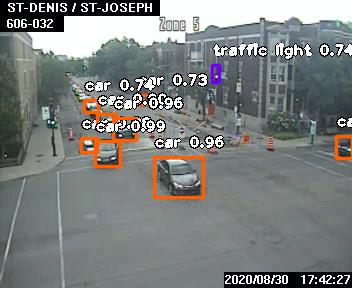 ST-DENIS / ST-JOSEPH
606-032
Zone 5
traffic light 0.74
car 0.74
car 0.73
car 0.96
car 0.99
car 0.96
2020/08/30 17:42:27